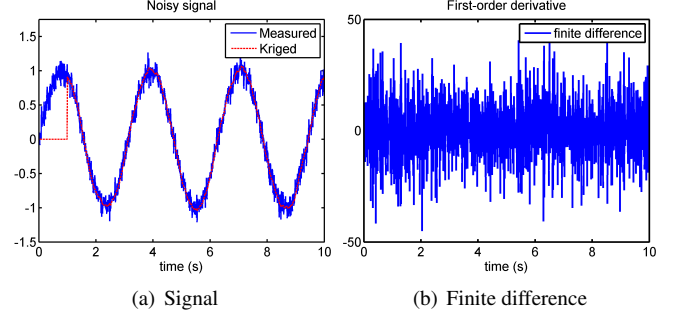 Noisy signal
Measured
Kriged
1.5
1
0.5
0
-0.5
-1
-1.5
0
2
4
6
8
10
time (s)
(a) Signal
First-order derivative
finite difference
50
0
-50
0
2
4
6
8
10
time (s)
(b) Finite difference